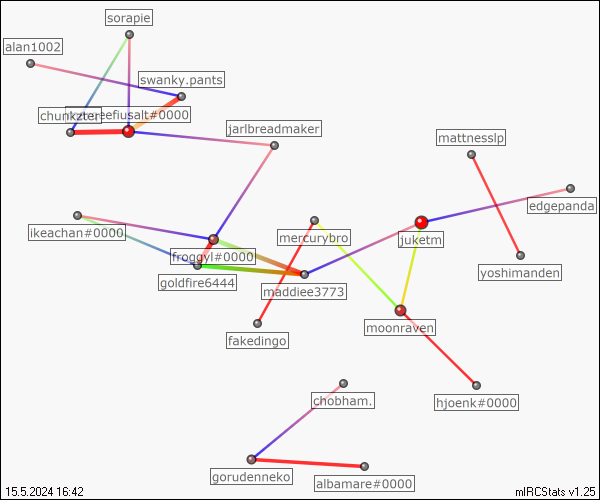 sorapie
alan1002
swanky.pants
chunkzter
reefiusalt#0000
jarlbreadmaker
mattnesslp
edgepanda
ikeachan#0000
mercurybro
juketm
froggyl#0000
goldfire6444
maddiee3773
yoshimanden
moonraven
fakedingo
chobham.
hjoenk#0000
gorudenneko
albamare#0000
15.5.2024 16:42
mIRCStats v1.25